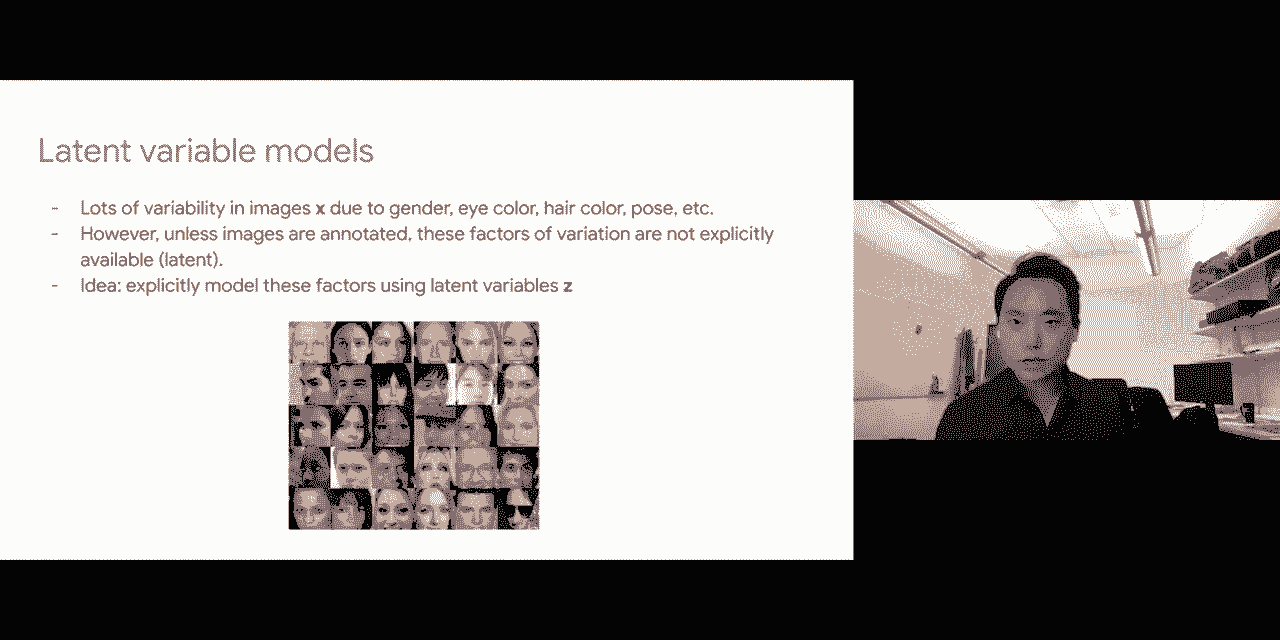 Latent variable models
- Lots of variability in images x due to gender, eye color, hair color, pose, etc.
- However, unless images are annotated, these factors of variation are not explicitly
available (latent).
- Idea: explicitly model these factors using latent variables z